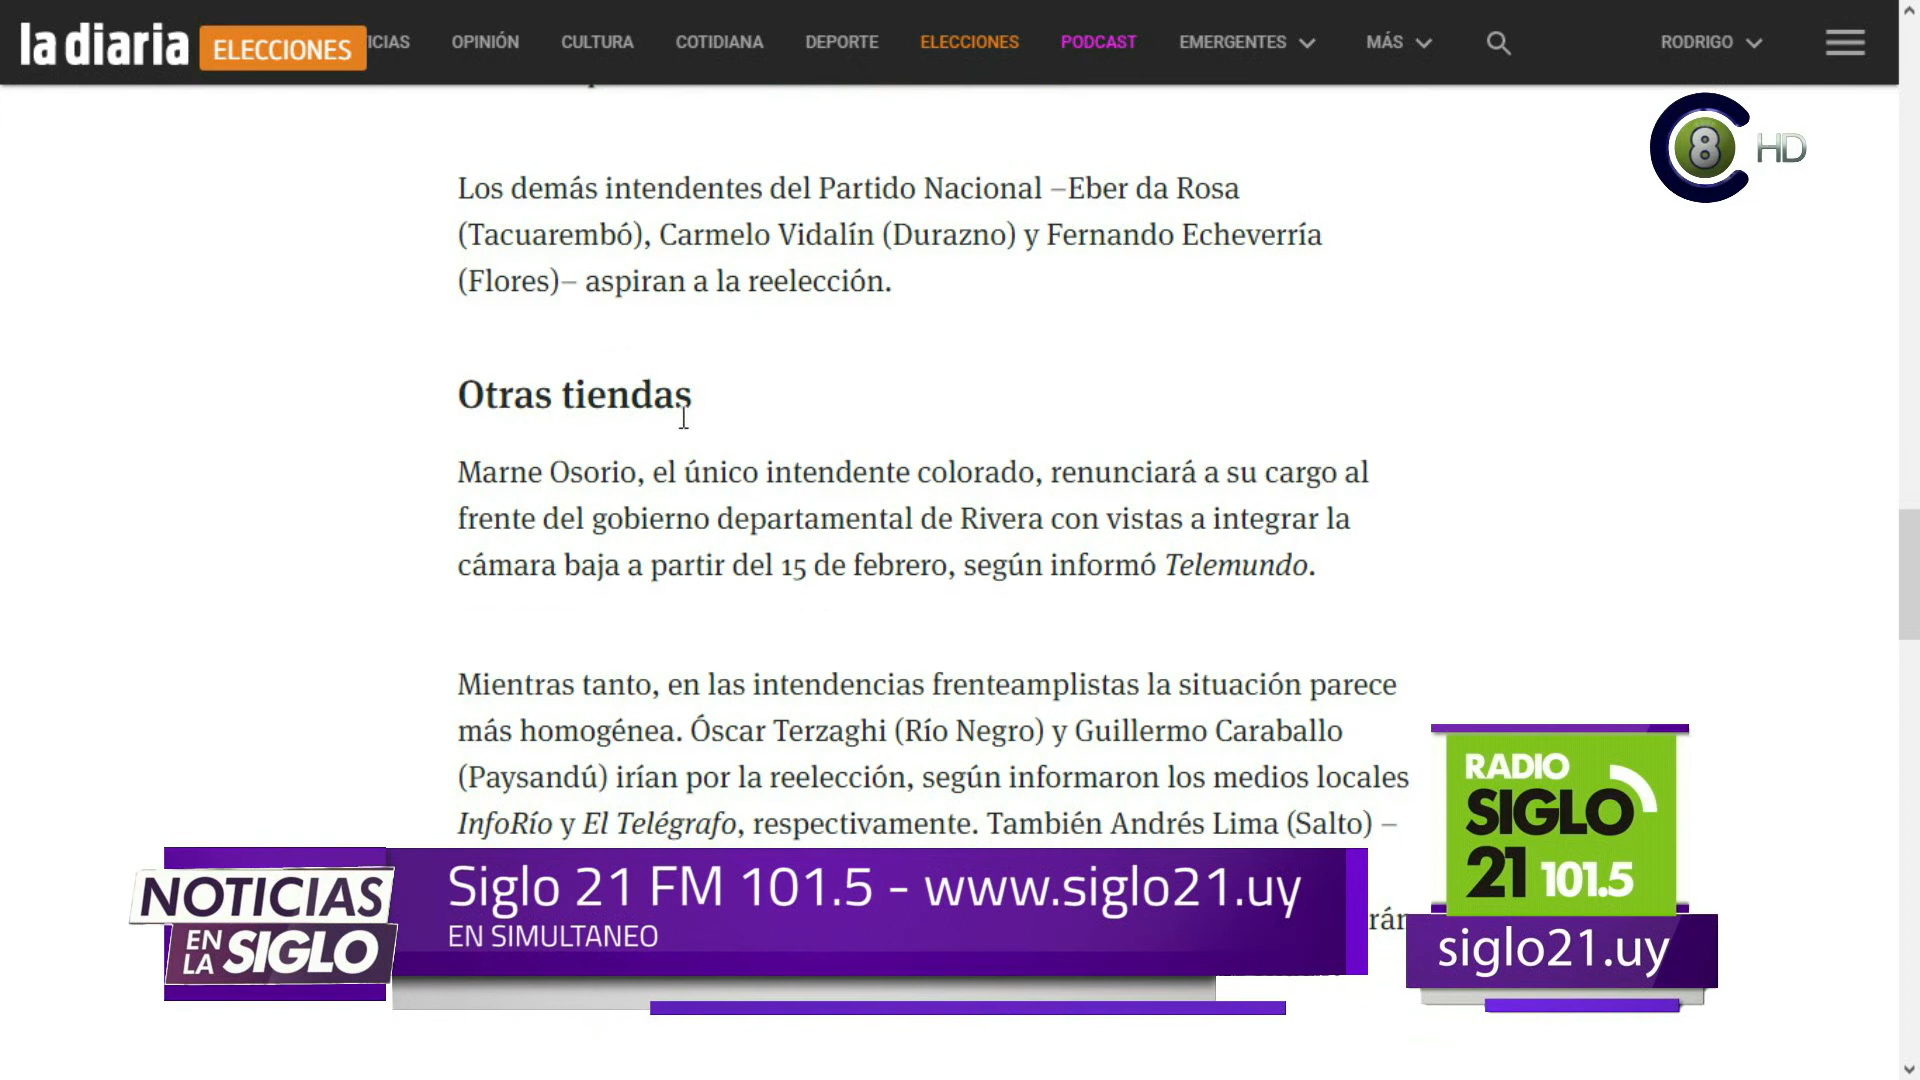 la diaria ELECCIONES ICIAS OPINIÓN CULTURA COTIDIANA DEPORTE ELECCIONES PODCAST EMERGENTES MÁS RODRIGO
8 HD
Los demás intendentes del Partido Nacional –Eber da Rosa
(Tacuarembó), Carmelo Vidalín (Durazno) y Fernando Echeverría
(Flores)– aspiran a la reelección.
Otras tiendas
Marne Osorio, el único intendente colorado, renunciará a su cargo al
frente del gobierno departamental de Rivera con vistas a integrar la
cámara baja a partir del 15 de febrero, según informó Telemundo.
Mientras tanto, en las intendencias frenteamplistas la situación parece
más homogénea. Óscar Terzaghi (Río Negro) y Guillermo Caraballo
(Paysandú) irían por la reelección, según informaron los medios locales
InfoRío y El Telégrafo, respectivamente. También Andrés Lima (Salto) –
rán
NOTICIAS
EN LA SIGLO
Siglo 21 FM 101.5 - www.siglo21.uy
EN SIMULTANEO
RADIO
SIGLO
21 101.5
siglo21.uy